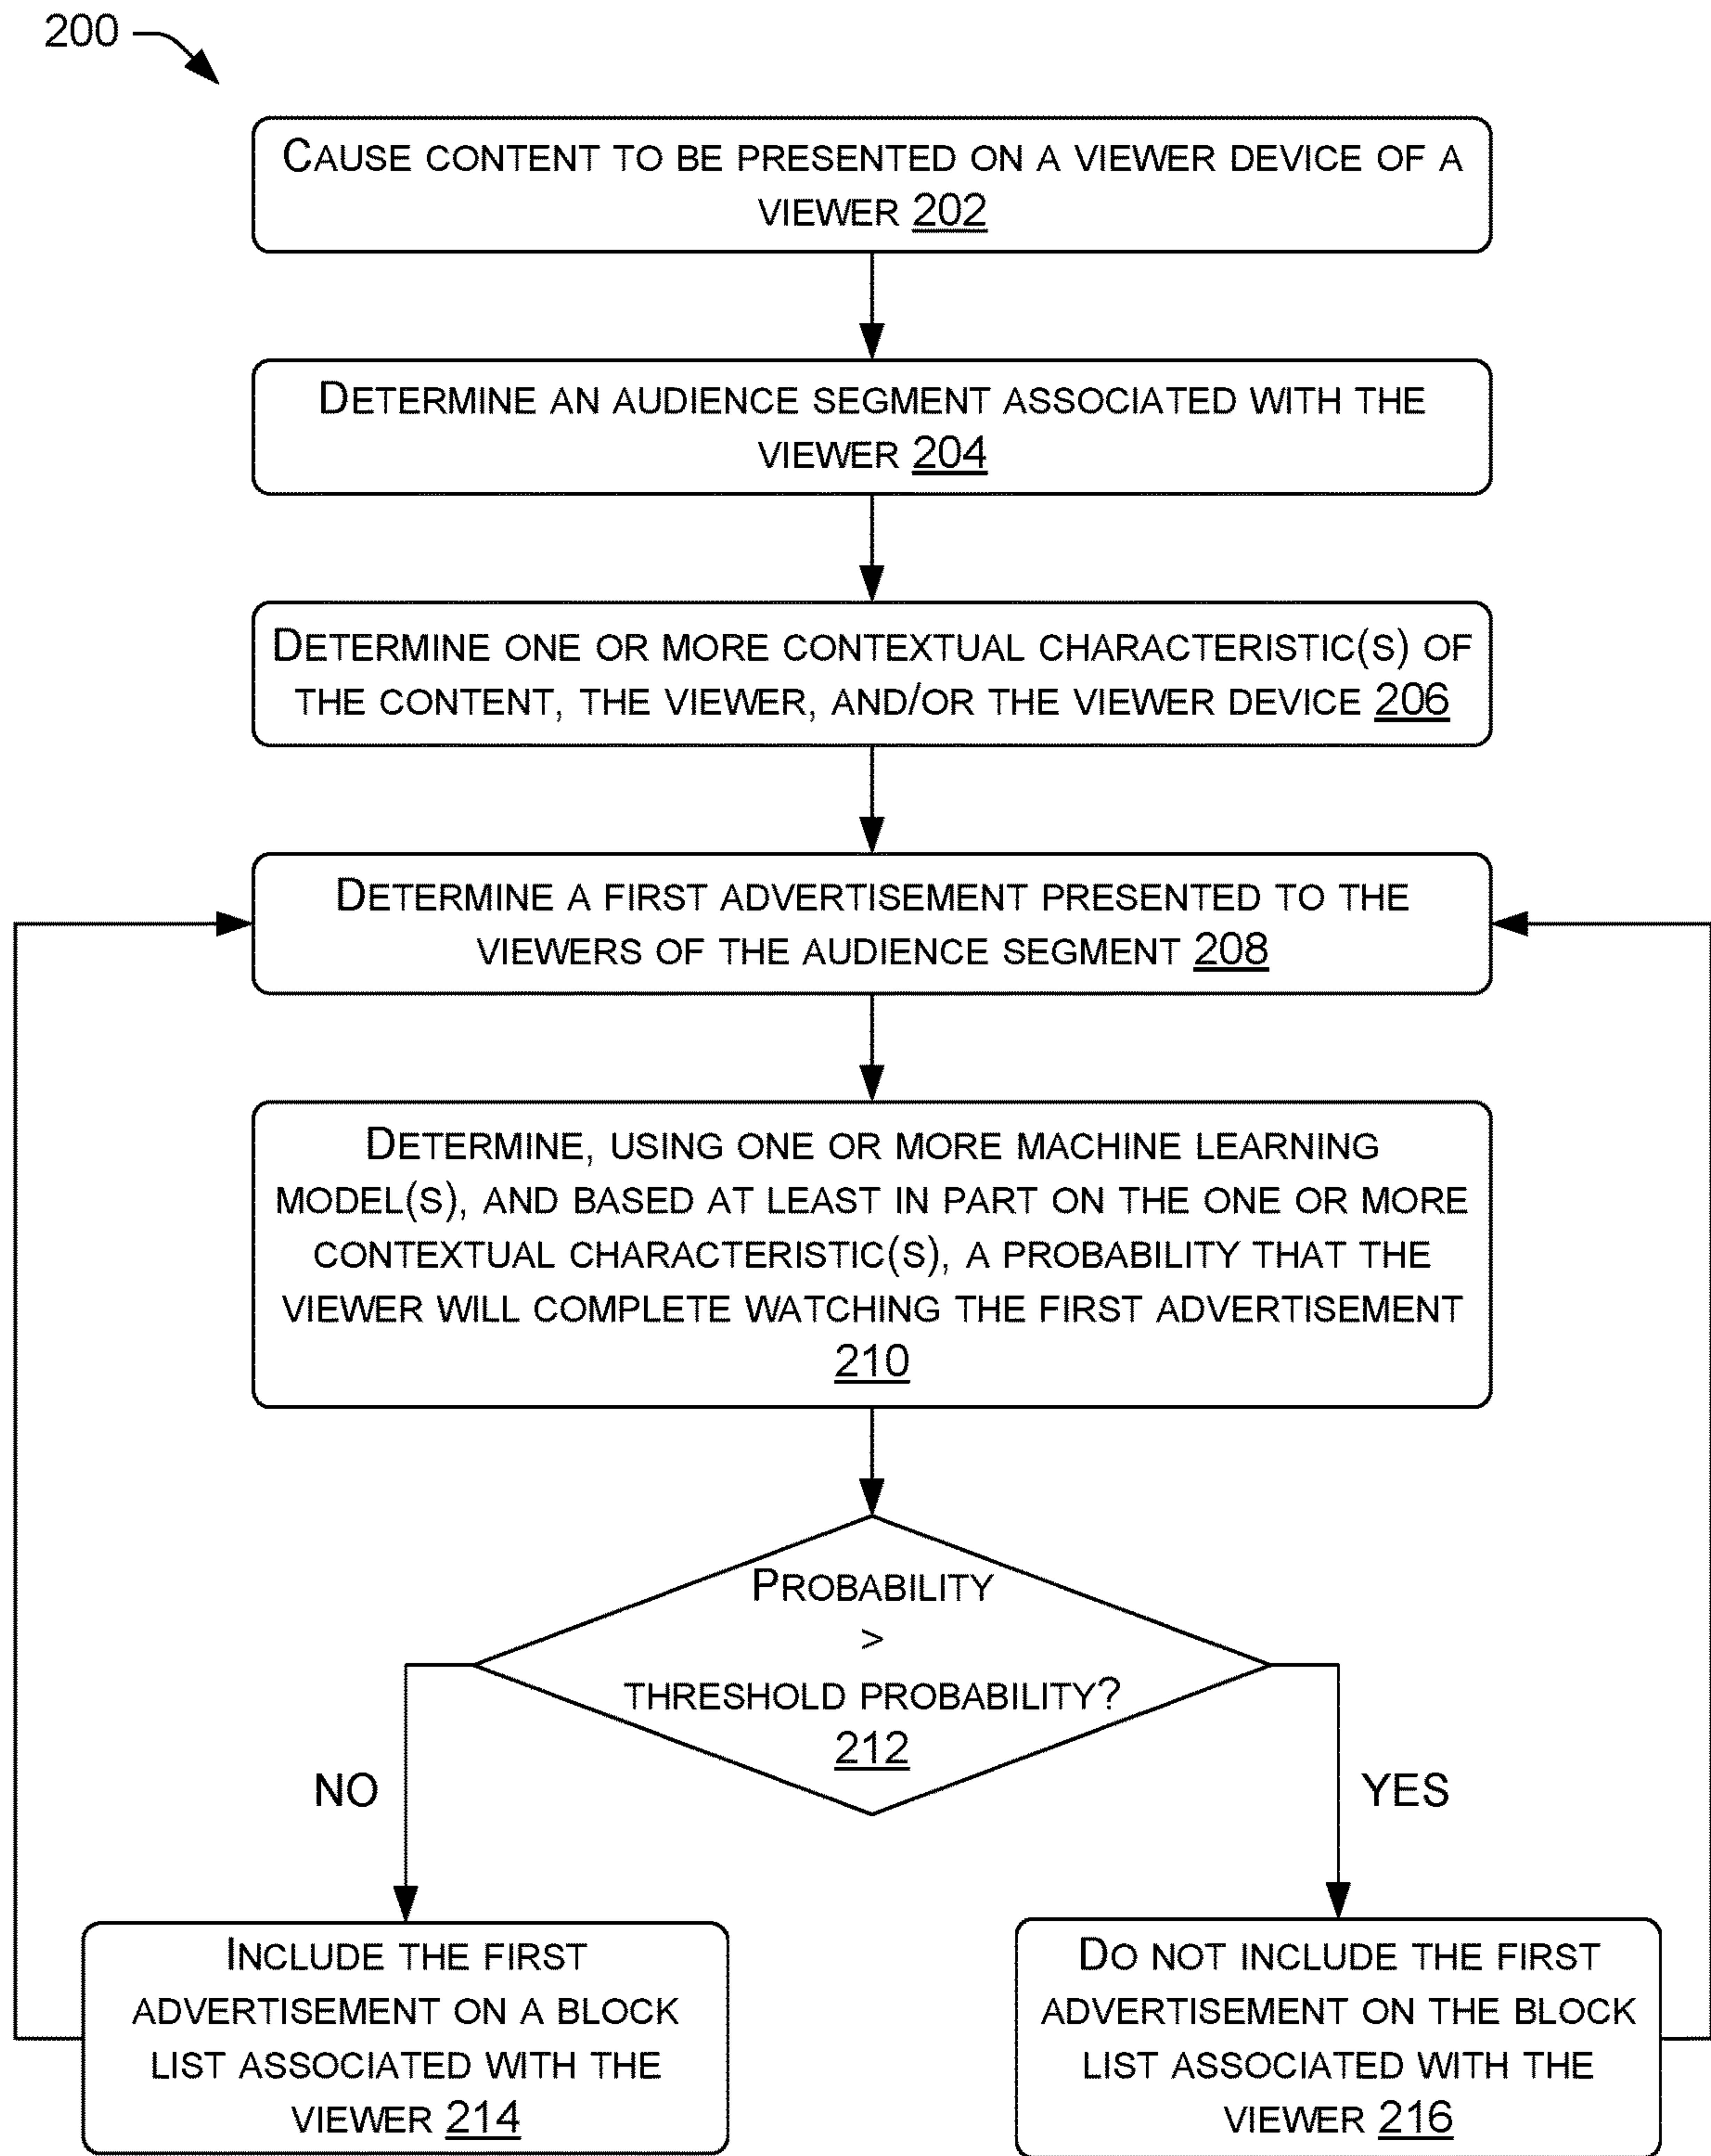 200
CAUSE CONTENT TO BE PRESENTED ON A VIEWER DEVICE OF A
VIEWER 202
DETERMINE AN AUDIENCE SEGMENT ASSOCIATED WITH THE
VIEWER 204
DETERMINE ONE OR MORE CONTEXTUAL CHARACTERISTIC(S) OF
THE CONTENT, THE VIEWER, AND/OR THE VIEWER DEVICE 206
DETERMINE A FIRST ADVERTISEMENT PRESENTED TO THE
VIEWERS OF THE AUDIENCE SEGMENT 208
DETERMINE, USING ONE OR MORE MACHINE LEARNING
MODEL(S), AND BASED AT LEAST IN PART ON THE ONE OR MORE
CONTEXTUAL CHARACTERISTIC(S), A PROBABILITY THAT THE
VIEWER WILL COMPLETE WATCHING THE FIRST ADVERTISEMENT
210
PROBABILITY
>
THRESHOLD PROBABILITY?
212
NO
YES
INCLUDE THE FIRST
ADVERTISEMENT ON A BLOCK
LIST ASSOCIATED WITH THE
VIEWER 214
DO NOT INCLUDE THE FIRST
ADVERTISEMENT ON THE BLOCK
LIST ASSOCIATED WITH THE
VIEWER 216